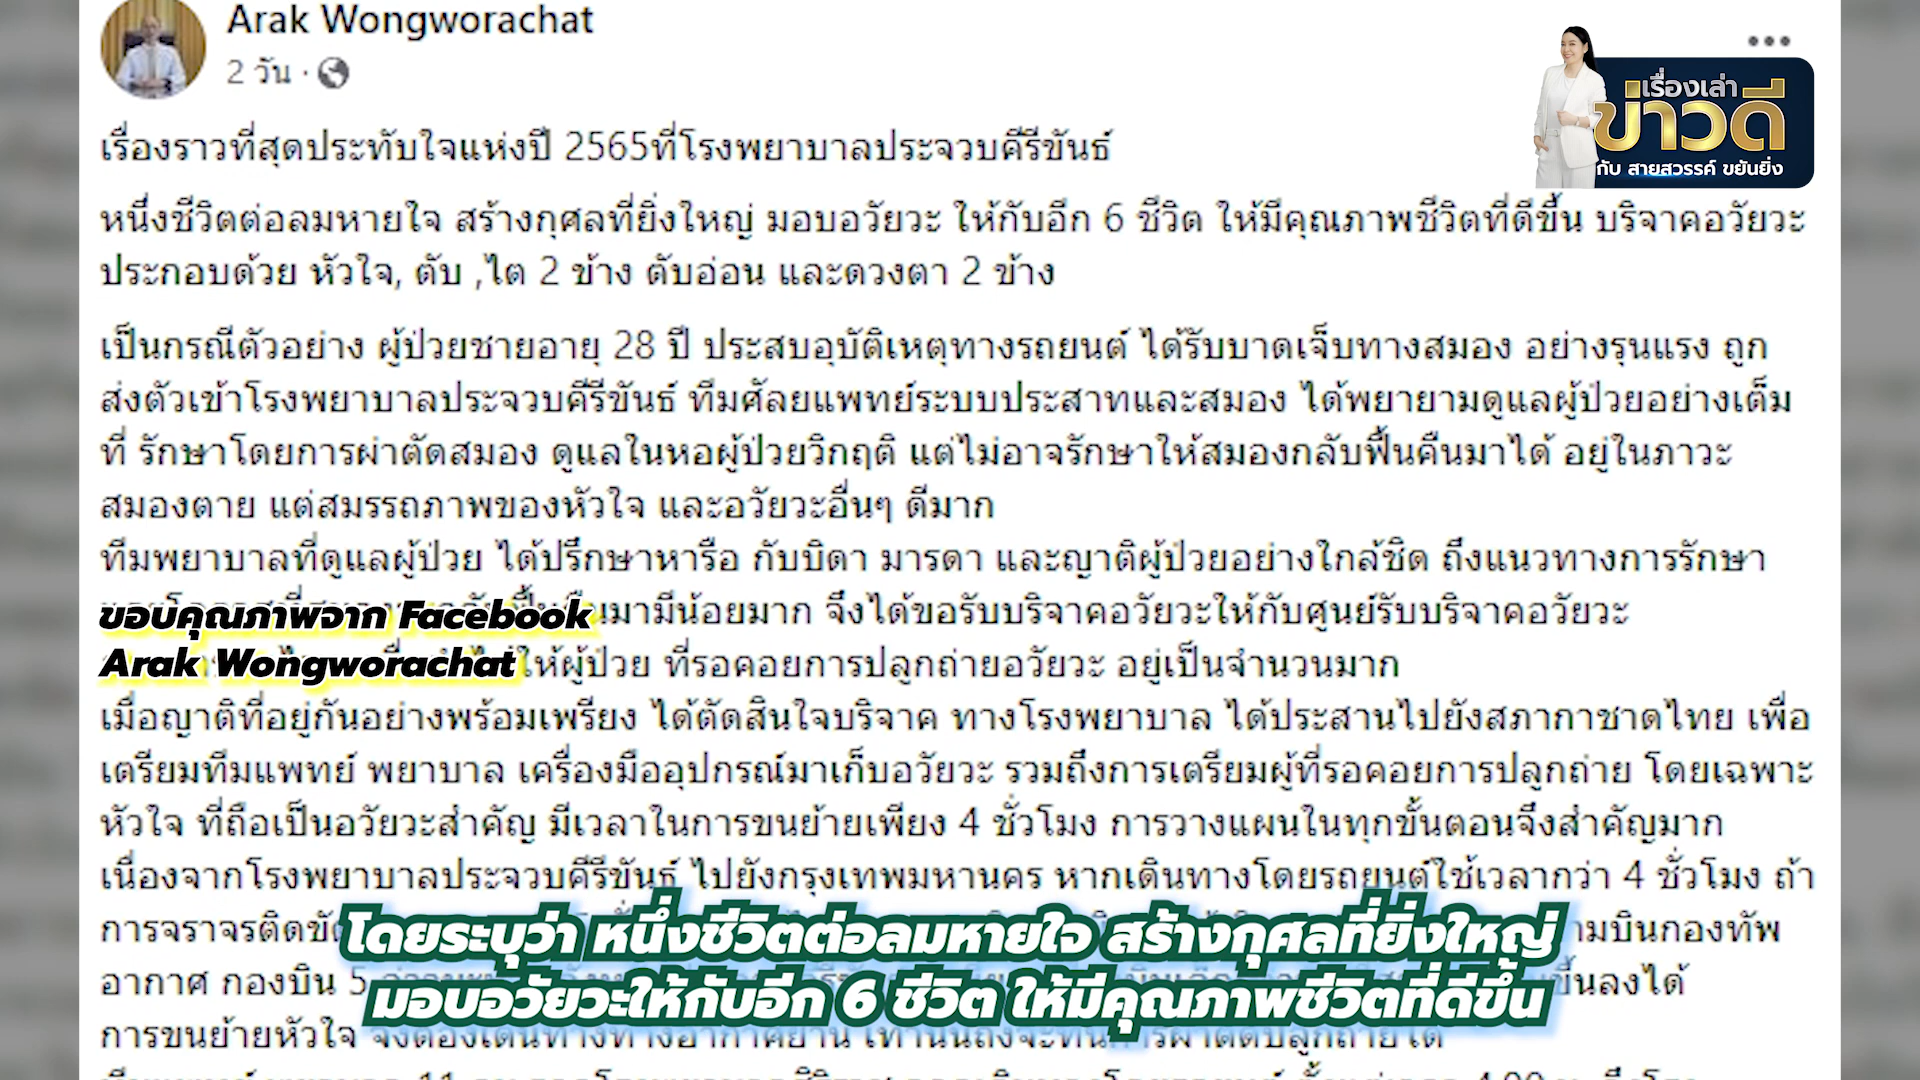 Arak Wongworachat
2 วัน ·
เรื่องเล่า
ข่าวดี
กับ สายสวรรค์ ขยันยิ่ง
เรื่องราวที่สุดประทับใจแห่งปี 2565ที่โรงพยาบาลประจวบคีรีขันธ์
หนึ่งชีวิตต่อลมหายใจ สร้างกุศลที่ยิ่งใหญ่ มอบอวัยวะ ให้กับอีก 6 ชีวิต ให้มีคุณภาพชีวิตที่ดีขึ้น บริจาคอวัยวะ
ประกอบด้วย หัวใจ, ตับ ,ไต 2 ข้าง ตับอ่อน และดวงตา 2 ข้าง
เป็นกรณีตัวอย่าง ผู้ป่วยชายอายุ 28 ปี ประสบอุบัติเหตุทางรถยนต์ ได้รับบาดเจ็บทางสมอง อย่างรุนแรง ถูก
ส่งตัวเข้าโรงพยาบาลประจวบคีรีขันธ์ ทีมศัลยแพทย์ระบบประสาทและสมอง ได้พยายามดูแลผู้ป่วยอย่างเต็ม
ที่ รักษาโดยการผ่าตัดสมอง ดูแลในหอผู้ป่วยวิกฤติ แต่ไม่อาจรักษาให้สมองกลับฟื้นคืนมาได้ อยู่ในภาวะ
สมองตาย แต่สมรรถภาพของหัวใจ และอวัยวะอื่นๆ ดีมาก
ทีมพยาบาลที่ดูแลผู้ป่วย ได้ปรึกษาหารือ กับบิดา มารดา และญาติผู้ป่วยอย่างใกล้ชิด ถึงแนวทางการรักษา
มามีน้อยมาก จึงได้ขอรับบริจาคอวัยวะให้กับศูนย์รับบริจาคอวัยวะ
ขอบคุณภาพจาก Facebook
Arak Wongworachat
ให้ผู้ป่วย ที่รอคอยการปลูกถ่ายอวัยวะ อยู่เป็นจำนวนมาก
เมื่อญาติที่อยู่กันอย่างพร้อมเพรียง ได้ตัดสินใจบริจาค ทางโรงพยาบาล ได้ประสานไปยังสภากาชาดไทย เพื่อ
เตรียมทีมแพทย์ พยาบาล เครื่องมืออุปกรณ์มาเก็บอวัยวะ รวมถึงการเตรียมผู้ที่รอคอยการปลูกถ่าย โดยเฉพาะ
หัวใจ ที่ถือเป็นอวัยวะสำคัญ มีเวลาในการขนย้ายเพียง 4 ชั่วโมง การวางแผนในทุกขั้นตอนจึงสำคัญมาก
เนื่องจากโรงพยาบาลประจวบคีรีขันธ์ ไปยังกรุงเทพมหานคร หากเดินทางโดยรถยนต์ใช้เวลากว่า 4 ชั่วโมง ถ้า
การจราจรติดขัด
ามบินกองทัพ
อากาศ กองบิน 5
ขึ้นลงได้
การขนย้ายหัวใจ
โดยระบุว่า หนึ่งชีวิตต่อลมหายใจ สร้างกุศลที่ยิ่งใหญ่
มอบอวัยวะให้กับอีก 6 ชีวิต ให้มีคุณภาพชีวิตที่ดีขึ้น